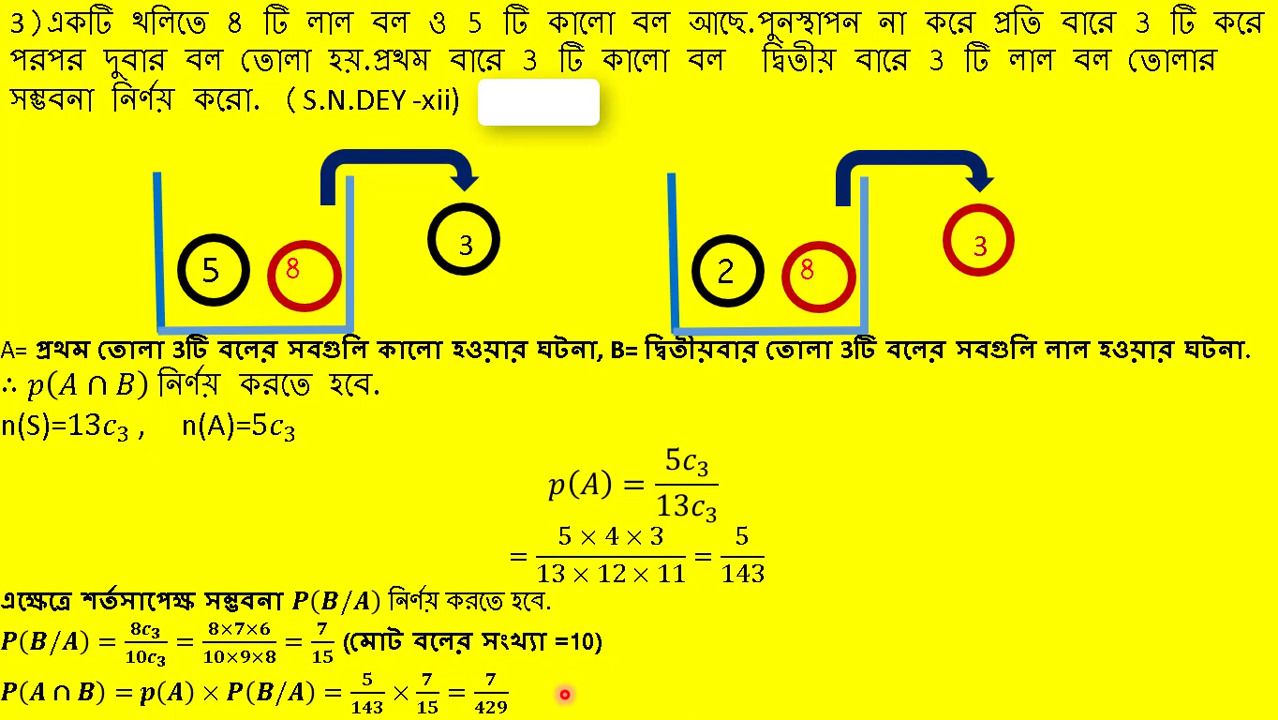 3)একটি থলিতে 8 টি লাল বল ও 5 টি কালো বল আছে.পুনস্থাপন না করে প্রতি বারে 3 টি করে
পরপর দুবার বল তোলা হয়.প্রথম বারে 3 টি কালো বল দ্বিতীয় বারে 3 টি লাল বল তোলার
সম্ভবনা নির্ণয় করো. (S.N.DEY -xii)
5 8 3 2 8 3
A= প্রথম তোলা 3টি বলের সবগুলি কালো হওয়ার ঘটনা, B= দ্বিতীয়বার তোলা 3টি বলের সবগুলি লাল হওয়ার ঘটনা.
∴ p(A ∩ B) নির্ণয় করতে হবে.
n(S)=13c₃ , n(A)=5c₃
p(A) = 5c₃/13c₃
= 5 × 4 × 3/13 × 12 × 11 = 5/143
এক্ষেত্রে শর্তসাপেক্ষ সম্ভবনা P(B/A) নির্ণয় করতে হবে.
P(B/A) = 8c₃/10c₃ = 8×7×6/10×9×8 = 7/15 (মোট বলের সংখ্যা =10)
P(A ∩ B) = p(A) × P(B/A) = 5/143 × 7/15 = 7/429